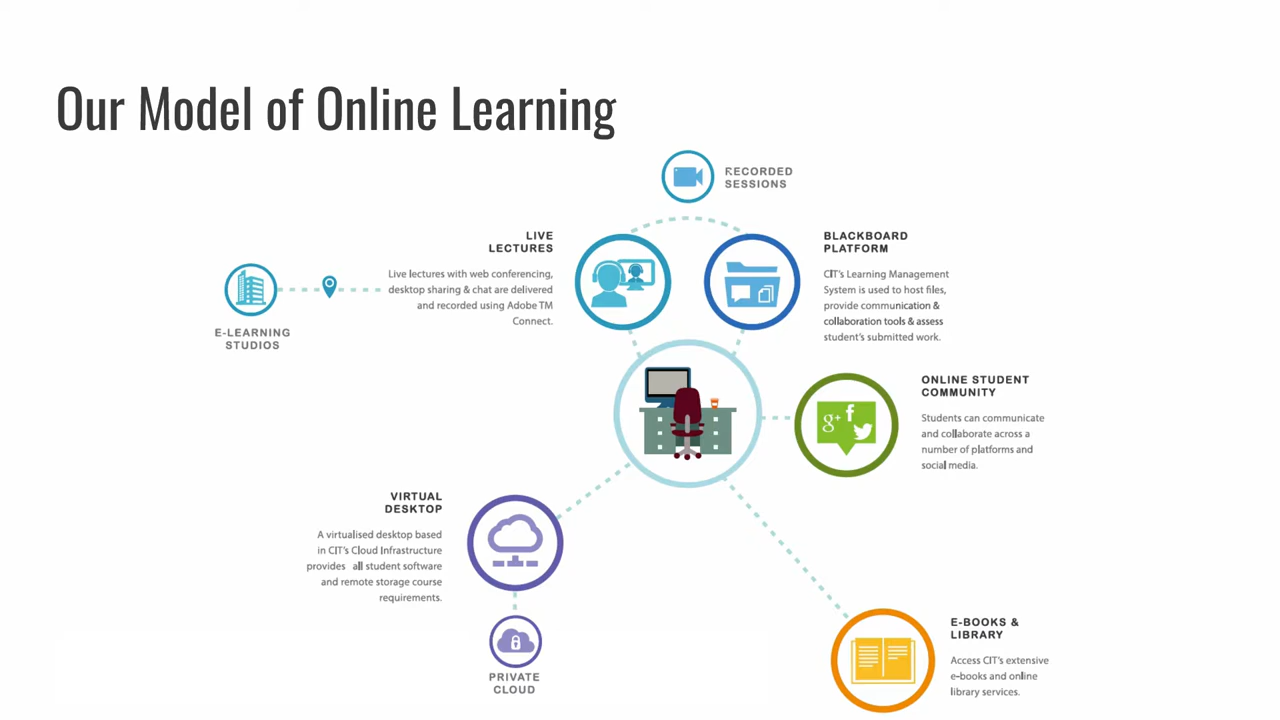 Our Model of Online Learning
RECORDED
SESSIONS
LIVE
LECTURES
Live lectures with web conferencing,
desktop sharing & chat are delivered
and recorded using Adobe TM
Connect.
BLACKBOARD
PLATFORM
CIT's Learning Management
System is used to host files,
provide communication &
collaboration tools & assess
student's submitted work.
E-LEARNING
STUDIOS
ONLINE STUDENT
COMMUNITY
Students can communicate
and collaborate across a
number of platforms and
social media.
g+ f
VIRTUAL
DESKTOP
A virtualised desktop based
in CIT's Cloud Infrastructure
provides all student software
and remote storage course
requirements.
PRIVATE
CLOUD
E-BOOKS &
LIBRARY
Access CIT's extensive
e-books and online
library services.